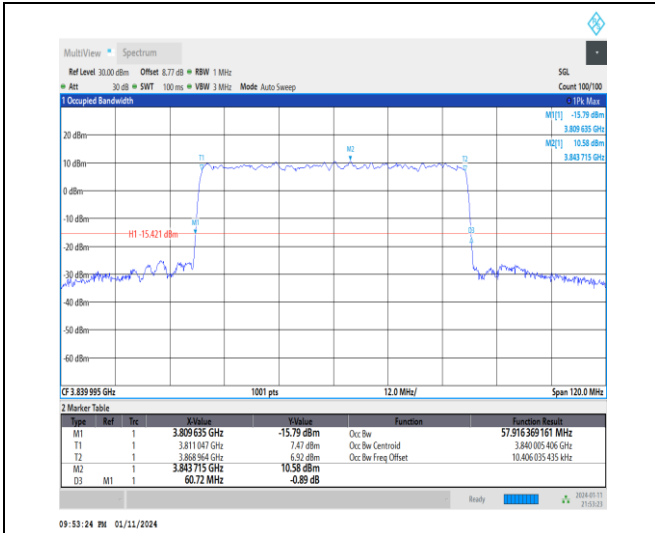 MultiView Spectrum
Ref Level 30.00 dBm Offset 8.77 dB RBW 1 MHz SGL
Att 30 dB SWT 100 ms VBW 3 MHz Mode Auto Sweep Count 100/100
1 Occupied Bandwidth 1Pk Max
M1[1] -15.79 dBm
3.809 635 GHz
M2[1] 10.58 dBm
3.843 715 GHz
20 dBm
M2
T1 T2
10 dBm
0 dBm
-10 dBm
M1
D3
H1 -15.421 dBm
-20 dBm
-30 dBm
-40 dBm
-50 dBm
-60 dBm
CF 3.839 995 GHz 1001 pts 12.0 MHz/ Span 120.0 MHz
2 Marker Table
Type Ref Trc X-Value Y-Value Function Function Result
M1 1 3.809 635 GHz -15.79 dBm Occ Bw 57.916 369 161 MHz
T1 1 3.811 047 GHz 7.47 dBm Occ Bw Centroid 3.840 005 406 GHz
T2 1 3.868 964 GHz 6.92 dBm Occ Bw Freq Offset 10.406 035 435 kHz
M2 1 3.843 715 GHz 10.58 dBm
D3 M1 1 60.72 MHz -0.89 dB
Ready 2024-01-11
21:53:23
09:53:24 PM 01/11/2024